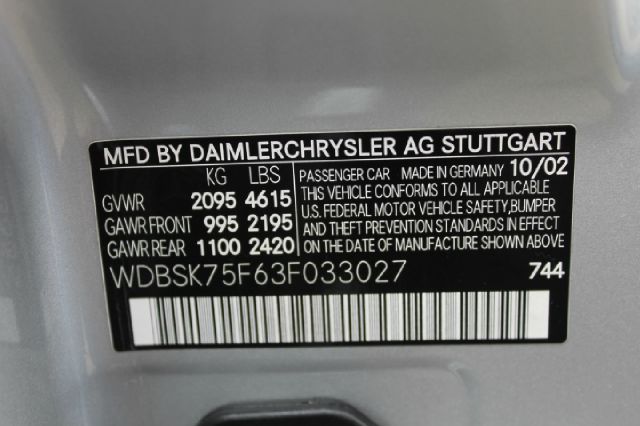 MFD BY DAIMLERCHRYSLER AG STUTTGART
KG LBS
GVWR 2095 4615
GAWR FRONT 995 2195
GAWR REAR 1100 2420
PASSENGER CAR MADE IN GERMANY 10/02
THIS VEHICLE CONFORMS TO ALL APPLICABLE
U.S. FEDERAL MOTOR VEHICLE SAFETY,BUMPER
AND THEFT PREVENTION STANDARDS IN EFFECT
ON THE DATE OF MANUFACTURE SHOWN ABOVE.
WDBSK75F63F033027 744